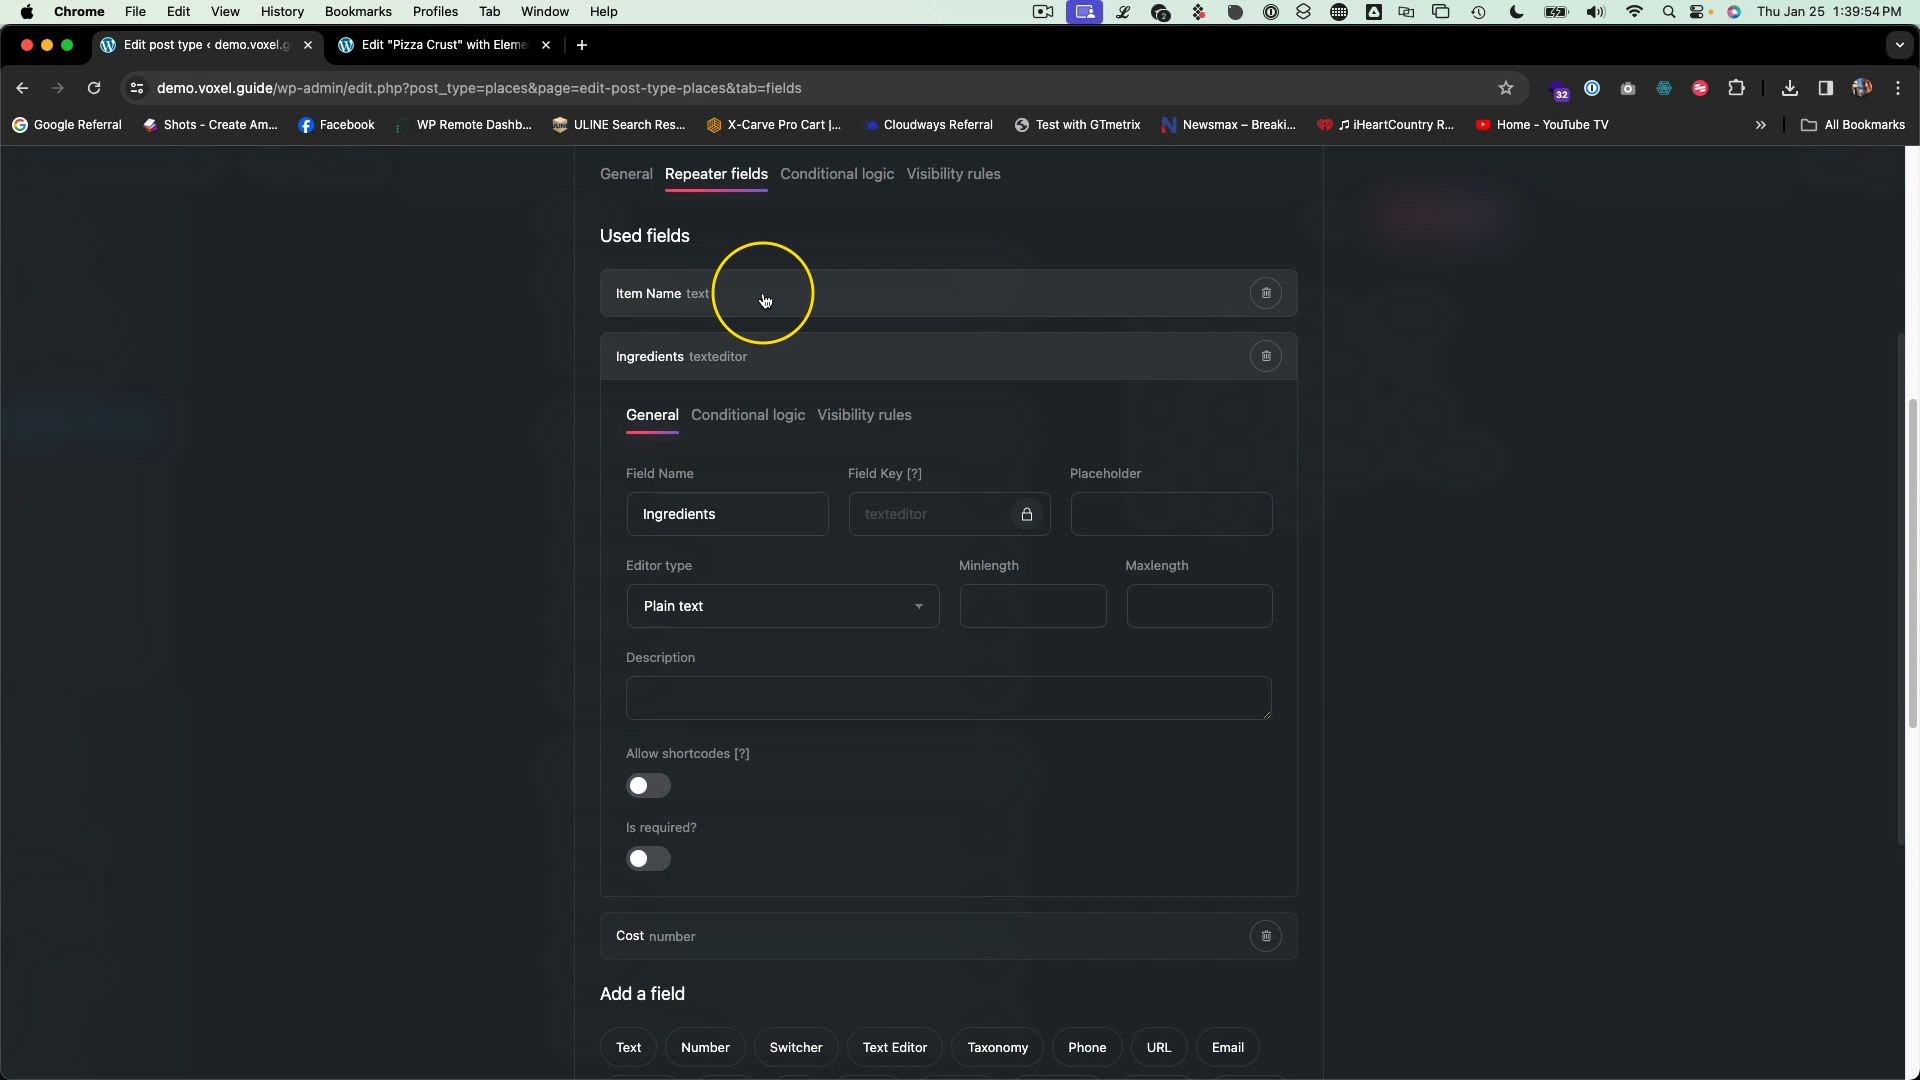 Chrome File Edit View History Bookmarks Profiles Tab Window Help Thu Jan 25 1:39:54 PM
Edit post type ‹ demo.voxel.g Edit "Pizza Crust" with Eleme
demo.voxel.guide/wp-admin/edit.php?post_type=places&page=edit-post-type-places&tab=fields 32
Google Referral Shots - Create Am... Facebook WP Remote Dashb... ULINE Search Res... X-Carve Pro Cart |... Cloudways Referral Test with GTmetrix Newsmax – Breaki... iHeartCountry R... Home - YouTube TV » All Bookmarks
General Repeater fields Conditional logic Visibility rules
Used fields
Item Name text
Ingredients texteditor
General Conditional logic Visibility rules
Field Name Field Key [?] Placeholder
Ingredients texteditor
Editor type Minlength Maxlength
Plain text
Description
Allow shortcodes [?]
Is required?
Cost number
Add a field
Text Number Switcher Text Editor Taxonomy Phone URL Email